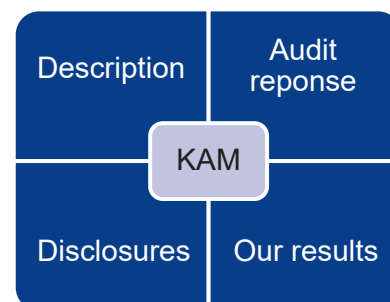 Description
Audit
reponse
KAM
Disclosures
Our results